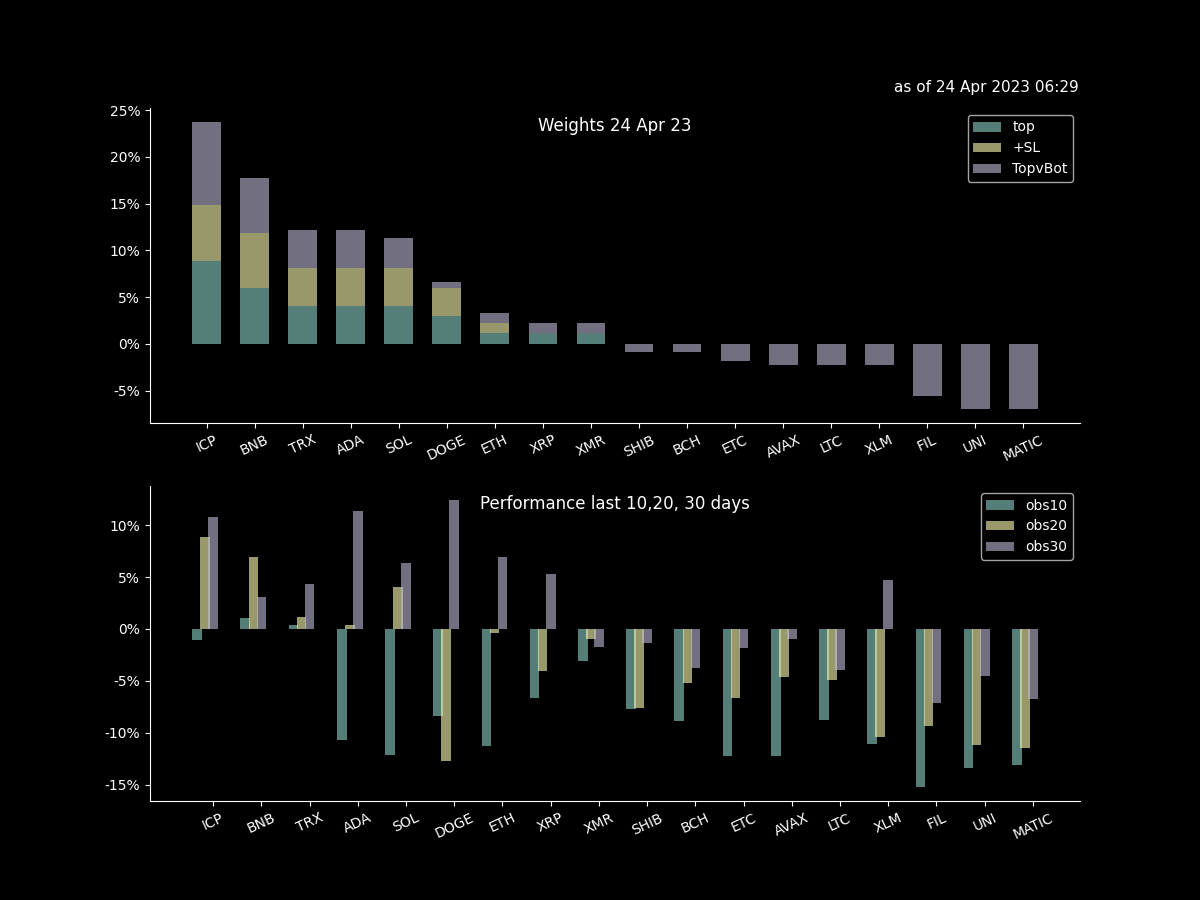 as of 24 Apr 2023 06:29
Weights 24 Apr 23
top
+SL
TopvBot
25%
20%
15%
10%
5%
0%
-5%
ICP BNB TRX ADA SOL DOGE ETH XRP XMR SHIB BCH ETC AVAX LTC XLM FIL UNI MATIC
Performance last 10,20, 30 days
obs10
obs20
obs30
10%
5%
0%
-5%
-10%
-15%
ICP BNB TRX ADA SOL DOGE ETH XRP XMR SHIB BCH ETC AVAX LTC XLM FIL UNI MATIC